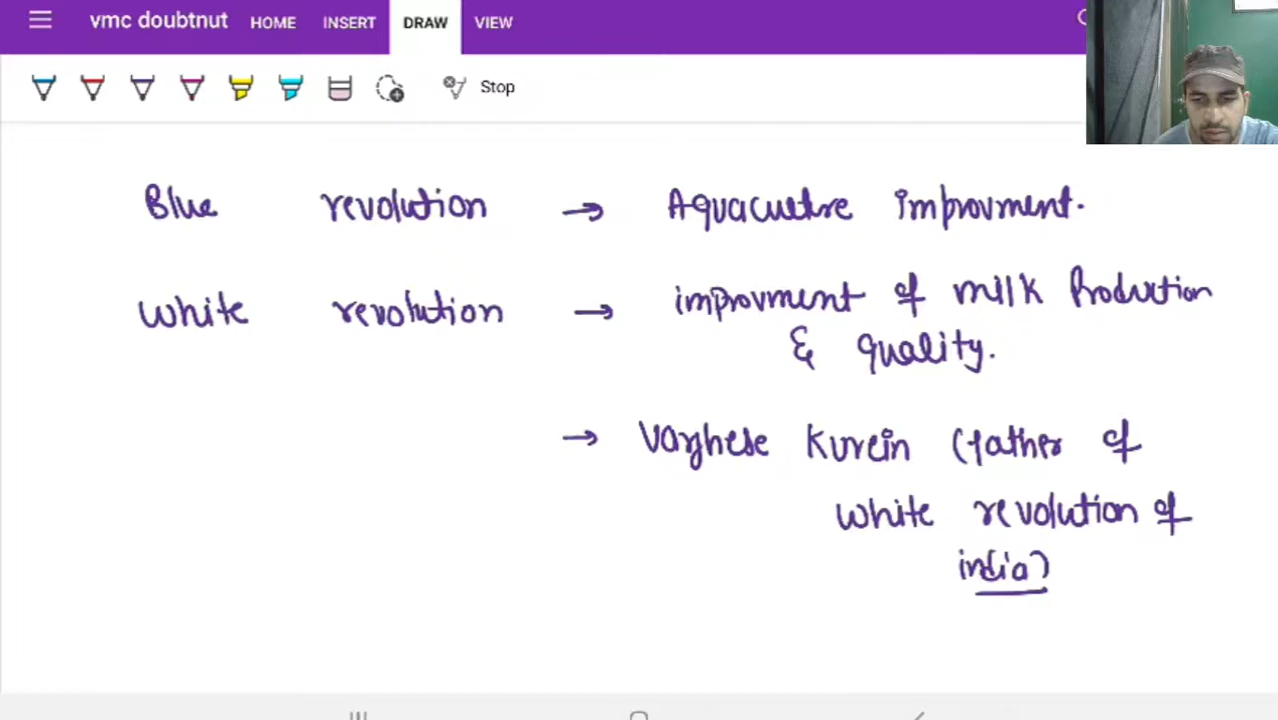 vmc doubtnut HOME INSERT DRAW VIEW
Stop
Blue revolution → Aquaculture improvment.
White revolution → improvment of milk Production
& quality.
→ Varghese Kurein (father of
white revolution of
india)